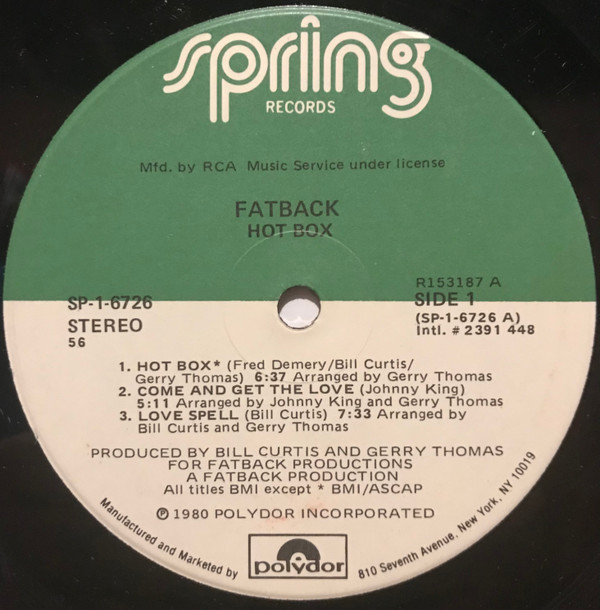 spring
RECORDS
Mfd. by RCA Music Service under license
FATBACK
HOT BOX
R153187 A
SP-1-6726
SIDE 1
STEREO
(SP-1-6726 A)
56
Intl. # 2391 448
1. HOT BOX* (Fred Demery/Bill Curtis/
Gerry Thomas) 6:37 Arranged by Gerry Thomas
2. COME AND GET THE LOVE (Johnny King)
5:11 Arranged by Johnny King and Gerry Thomas
3. LOVE SPELL (Bill Curtis) 7:33 Arranged by
Bill Curtis and Gerry Thomas
PRODUCED BY BILL CURTIS AND GERRY THOMAS
FOR FATBACK PRODUCTIONS
A FATBACK PRODUCTION
All titles BMI except * BMI/ASCAP
℗ 1980 POLYDOR INCORPORATED
Manufactured and Marketed by
polydor
810 Seventh Avenue, New York, NY 10019